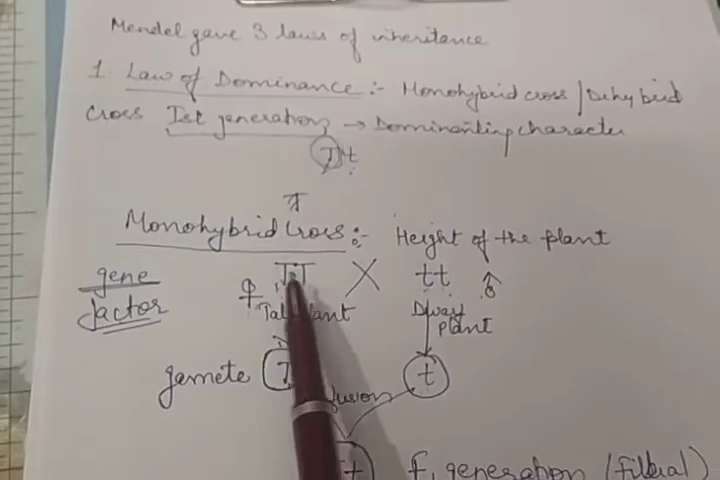 Mendel gave 3 laws of inheritance
1. Law of Dominance :- Monohybrid cross / Dihybrid
Cross Ist generation → Dominanting character
Tt
Monohybrid Cross :- Height of the plant
gene TT X tt
factor Tall plant Dwarf
plant
gamete T t
fusion
t F1 generation (filial)